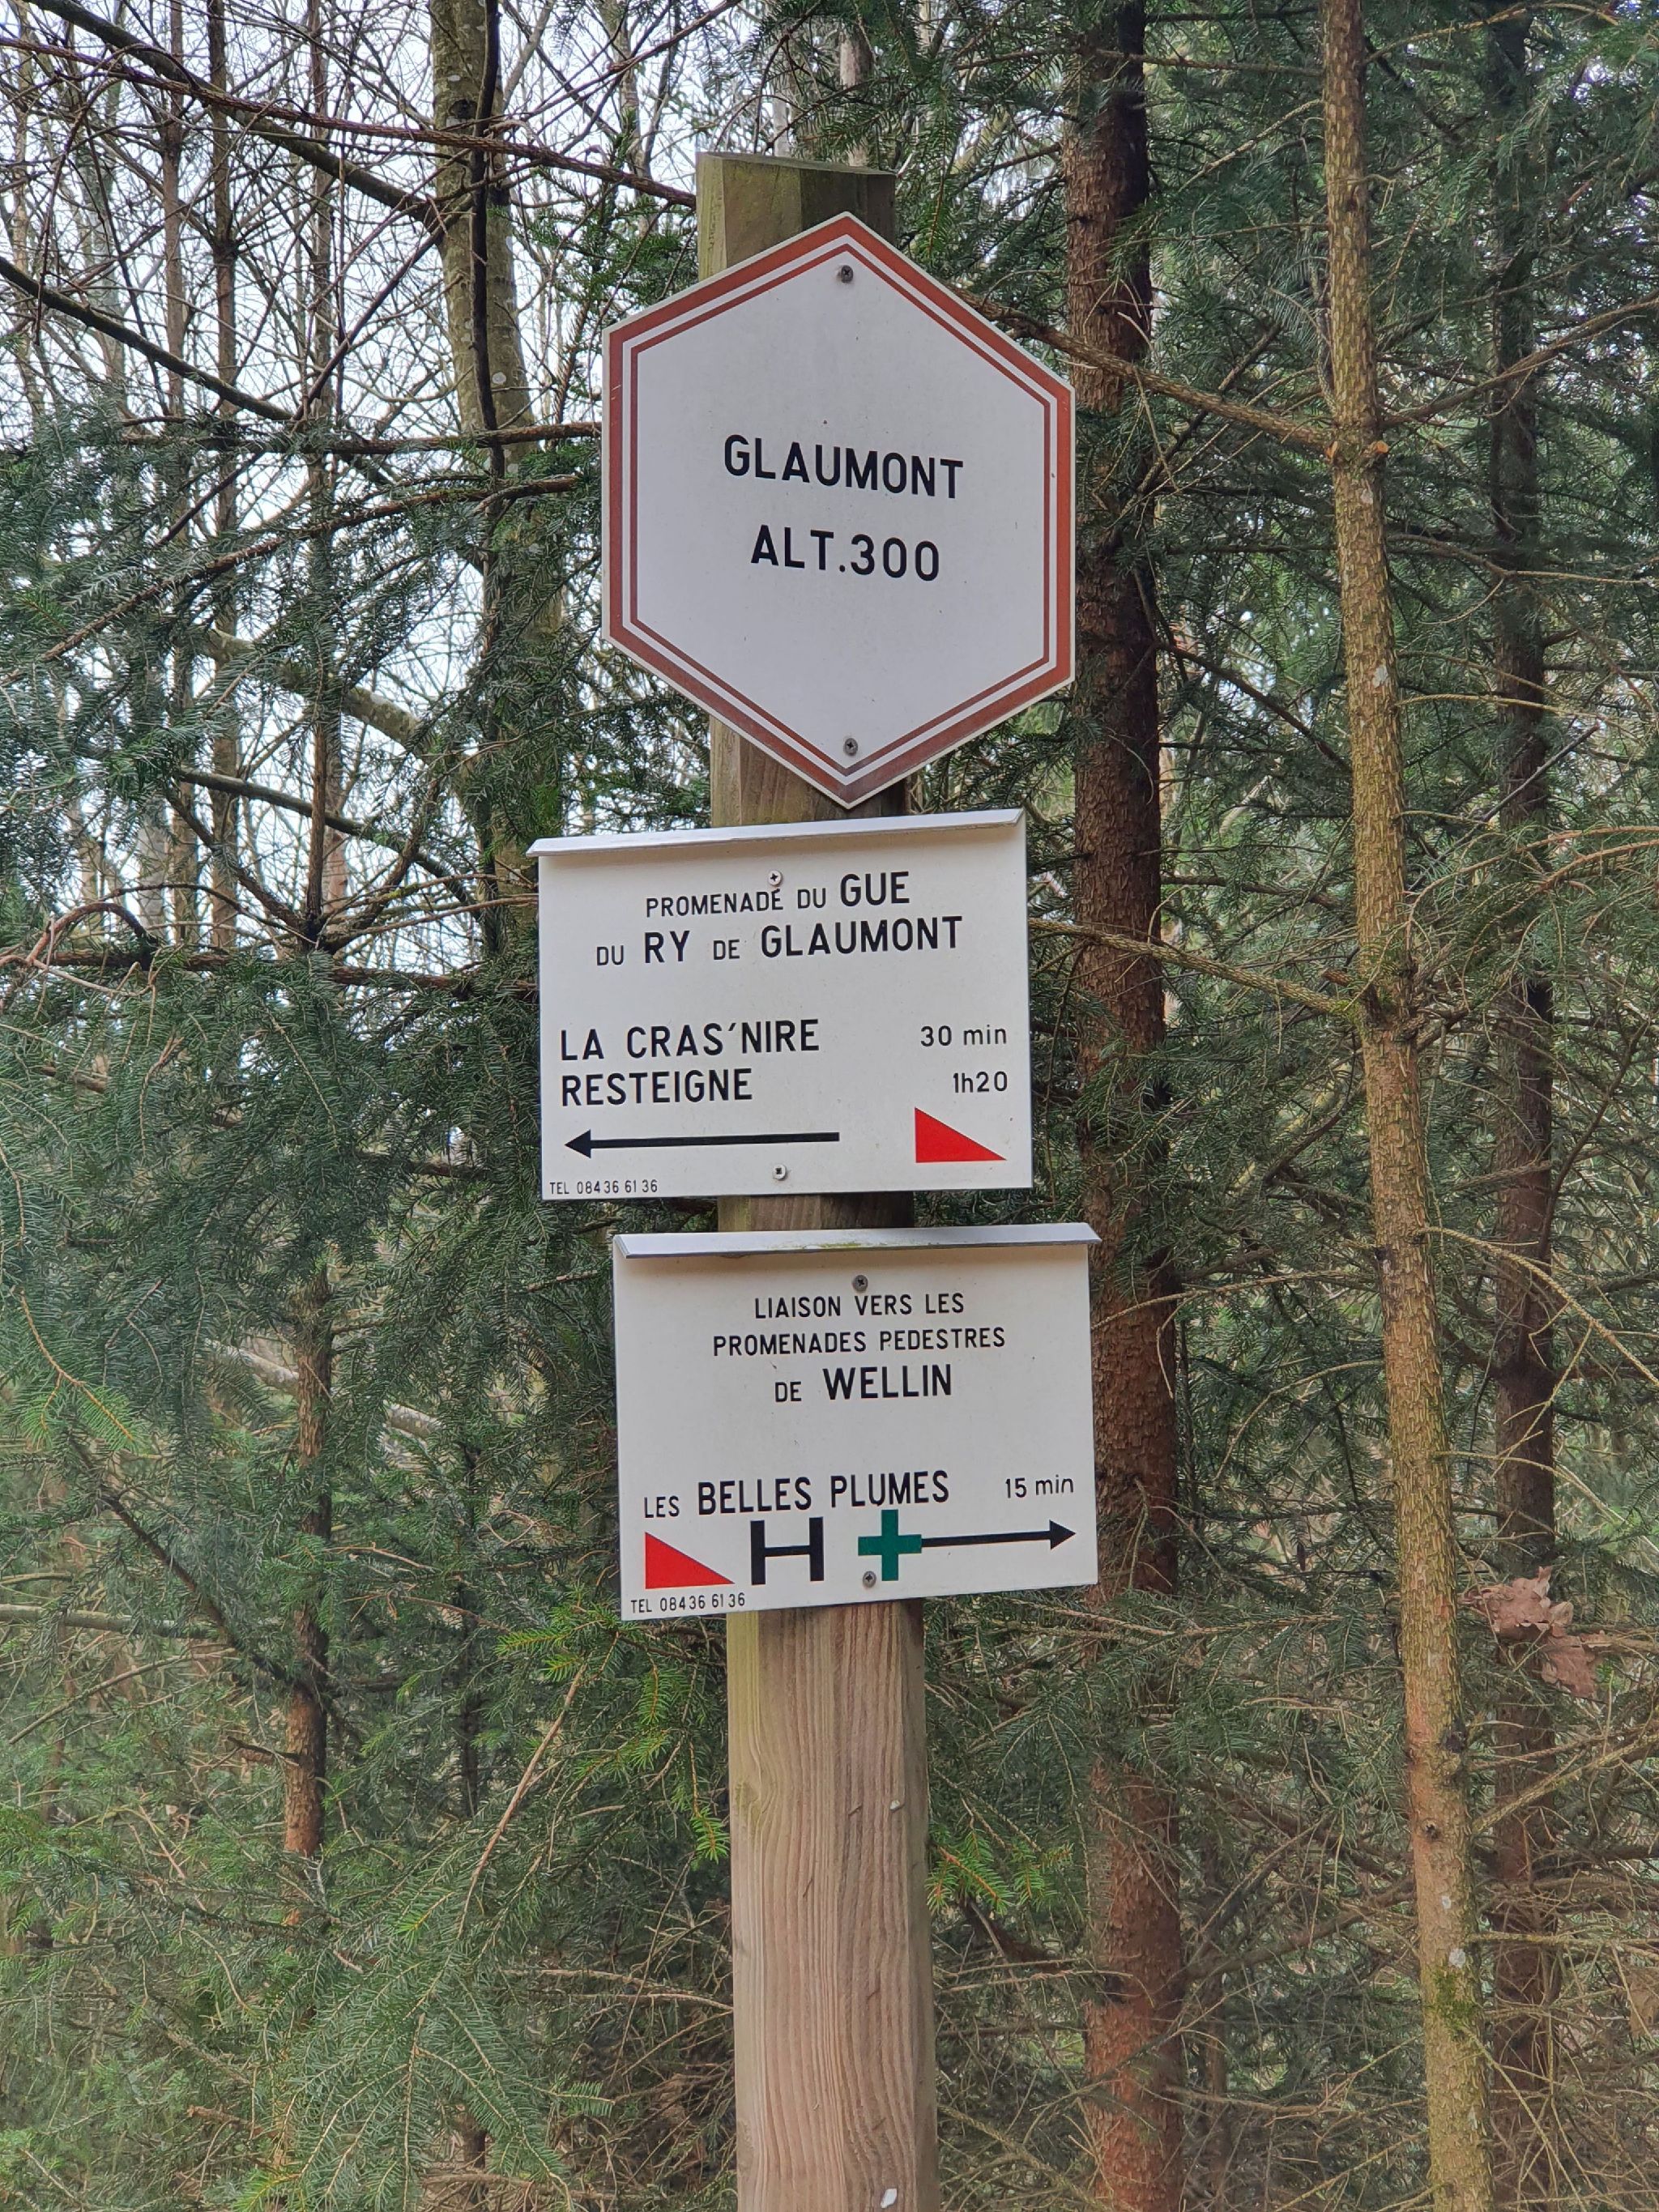 GLAUMONT
ALT.300
PROMENADE DU GUE
DU RY DE GLAUMONT
LA CRAS'NIRE 30 min
RESTEIGNE 1h20
TEL 084 36 61 36
LIAISON VERS LES
PROMENADES PEDESTRES
DE WELLIN
LES BELLES PLUMES 15 min
H
TEL 084 36 61 36